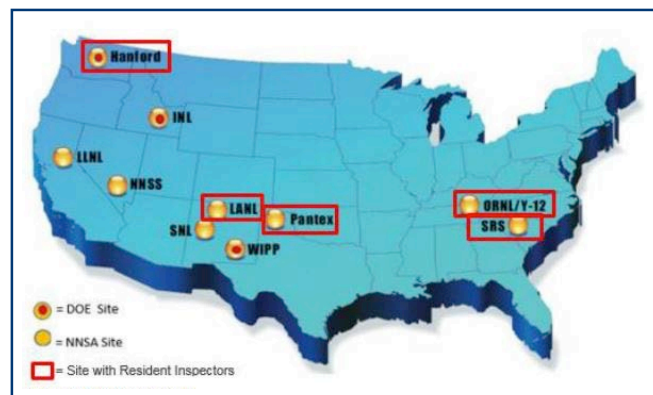 Hanford
INL
LLNL
NNSS
LANL
Pantex
ORNL/Y-12
SNL
SRS
WIPP
= DOE Site
= NNSA Site
= Site with Resident Inspectors